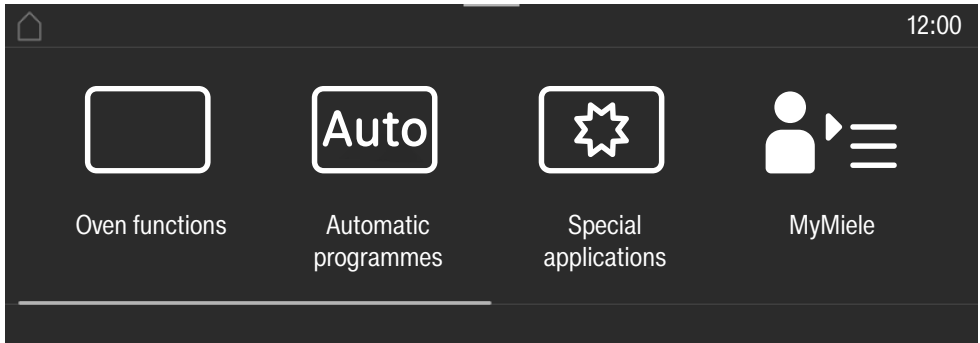 12:00
Auto
Oven functions
Automatic
programmes
Special
applications
MyMiele